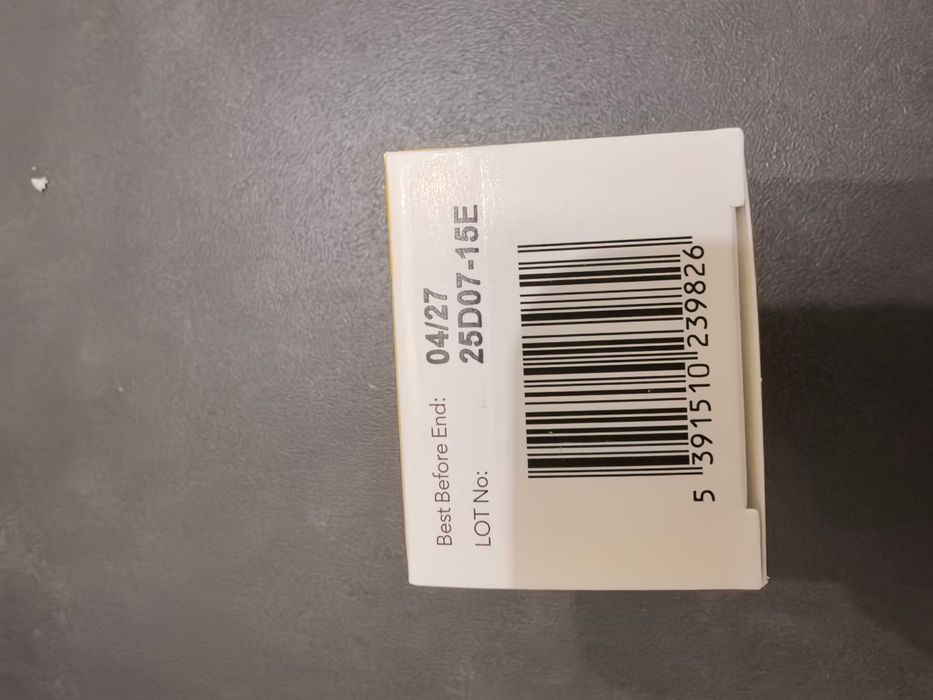 Best Before End: 04/27
LOT No: 25D07-15E
5 391510 239826